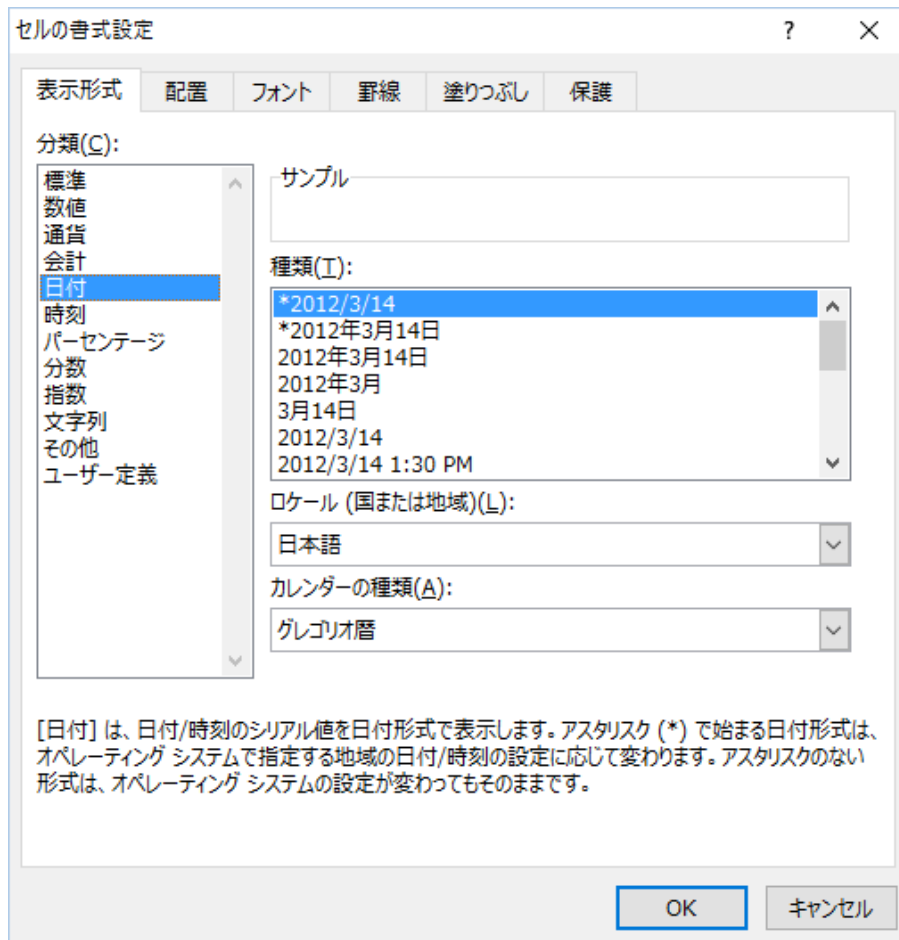 セルの書式設定
?
×
表示形式 配置 フォント 罫線 塗りつぶし 保護
分類(C):
標準
数値
通貨
会計
日付
時刻
パーセンテージ
分数
指数
文字列
その他
ユーザー定義
サンプル
種類(T):
*2012/3/14
*2012年3月14日
2012年3月14日
2012年3月
3月14日
2012/3/14
2012/3/14 1:30 PM
ロケール (国または地域)(L):
日本語
カレンダーの種類(A):
グレゴリオ暦
[日付] は、日付/時刻のシリアル値を日付形式で表示します。アスタリスク (*) で始まる日付形式は、
オペレーティング システムで指定する地域の日付/時刻の設定に応じて変わります。アスタリスクのない
形式は、オペレーティング システムの設定が変わってもそのままです。
OK キャンセル